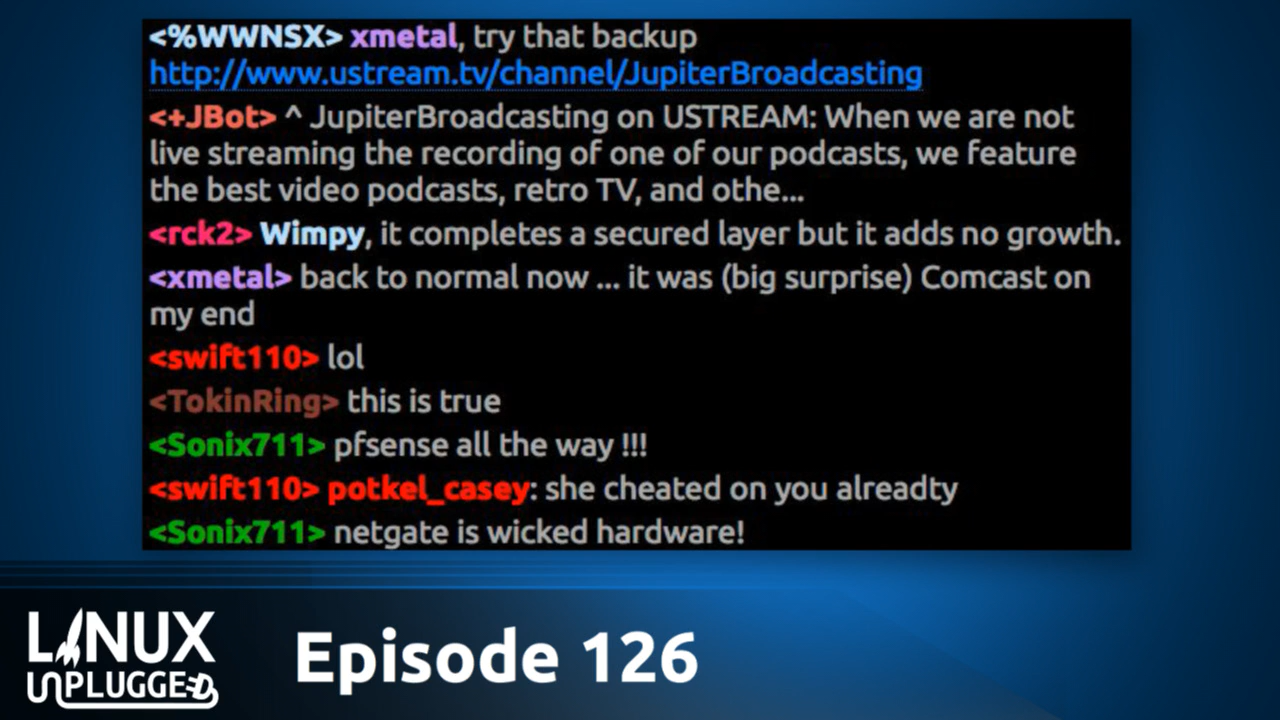 <%WWNSX> xmetal, try that backup
http://www.ustream.tv/channel/JupiterBroadcasting
<+JBot> ^ JupiterBroadcasting on USTREAM: When we are not
live streaming the recording of one of our podcasts, we feature
the best video podcasts, retro TV, and othe...
<rck2> Wimpy, it completes a secured layer but it adds no growth.
<xmetal> back to normal now ... it was (big surprise) Comcast on
my end
<swift110> lol
<TokinRing> this is true
<Sonix711> pfsense all the way !!!
<swift110> potkel_casey: she cheated on you alreadty
<Sonix711> netgate is wicked hardware!
LINUX
UNPLUGGED
Episode 126